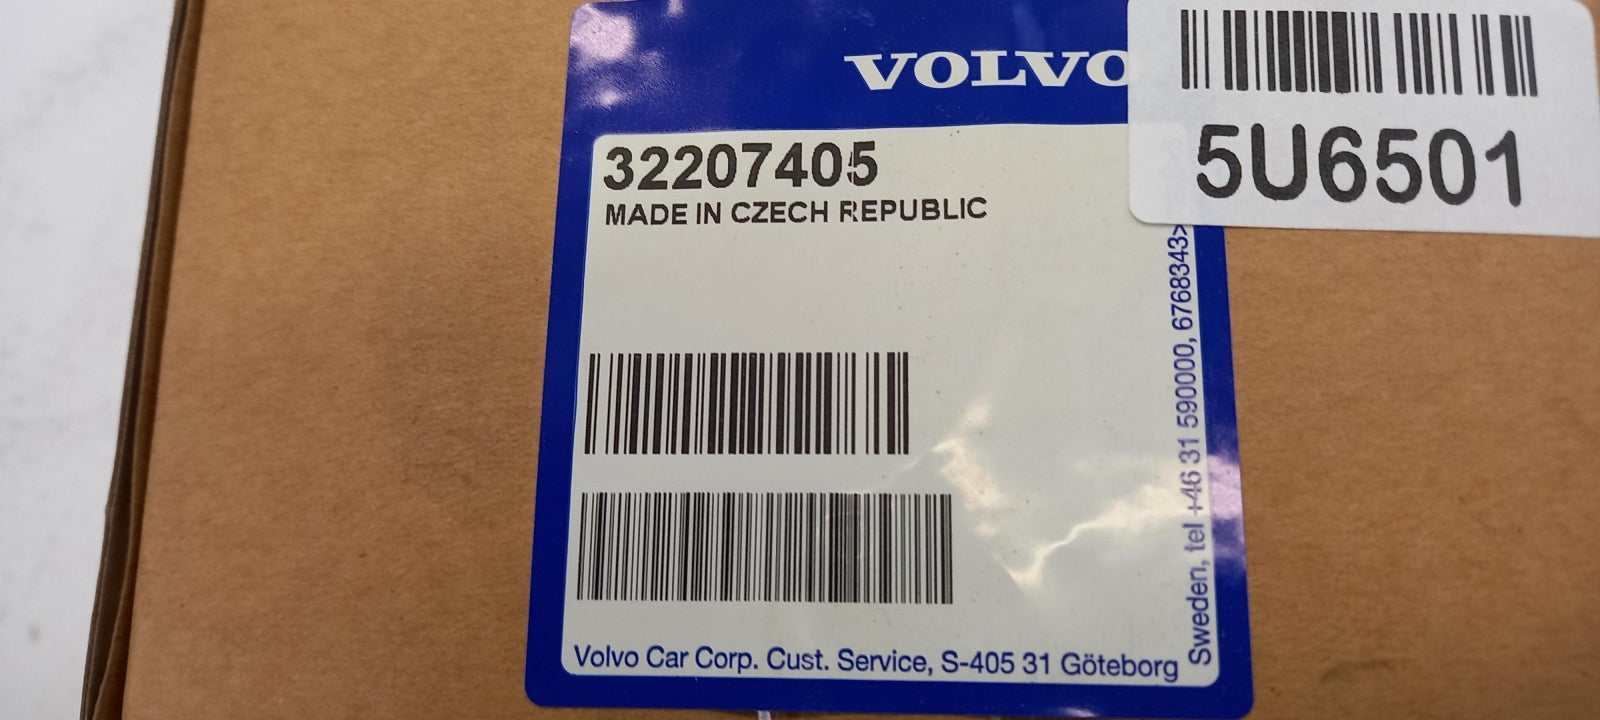 VOLVO
5U6501
32207405
MADE IN CZECH REPUBLIC
Volvo Car Corp. Cust. Service, S-405 31 Göteborg
Sweden, tel +46 31 590000, 6768343>